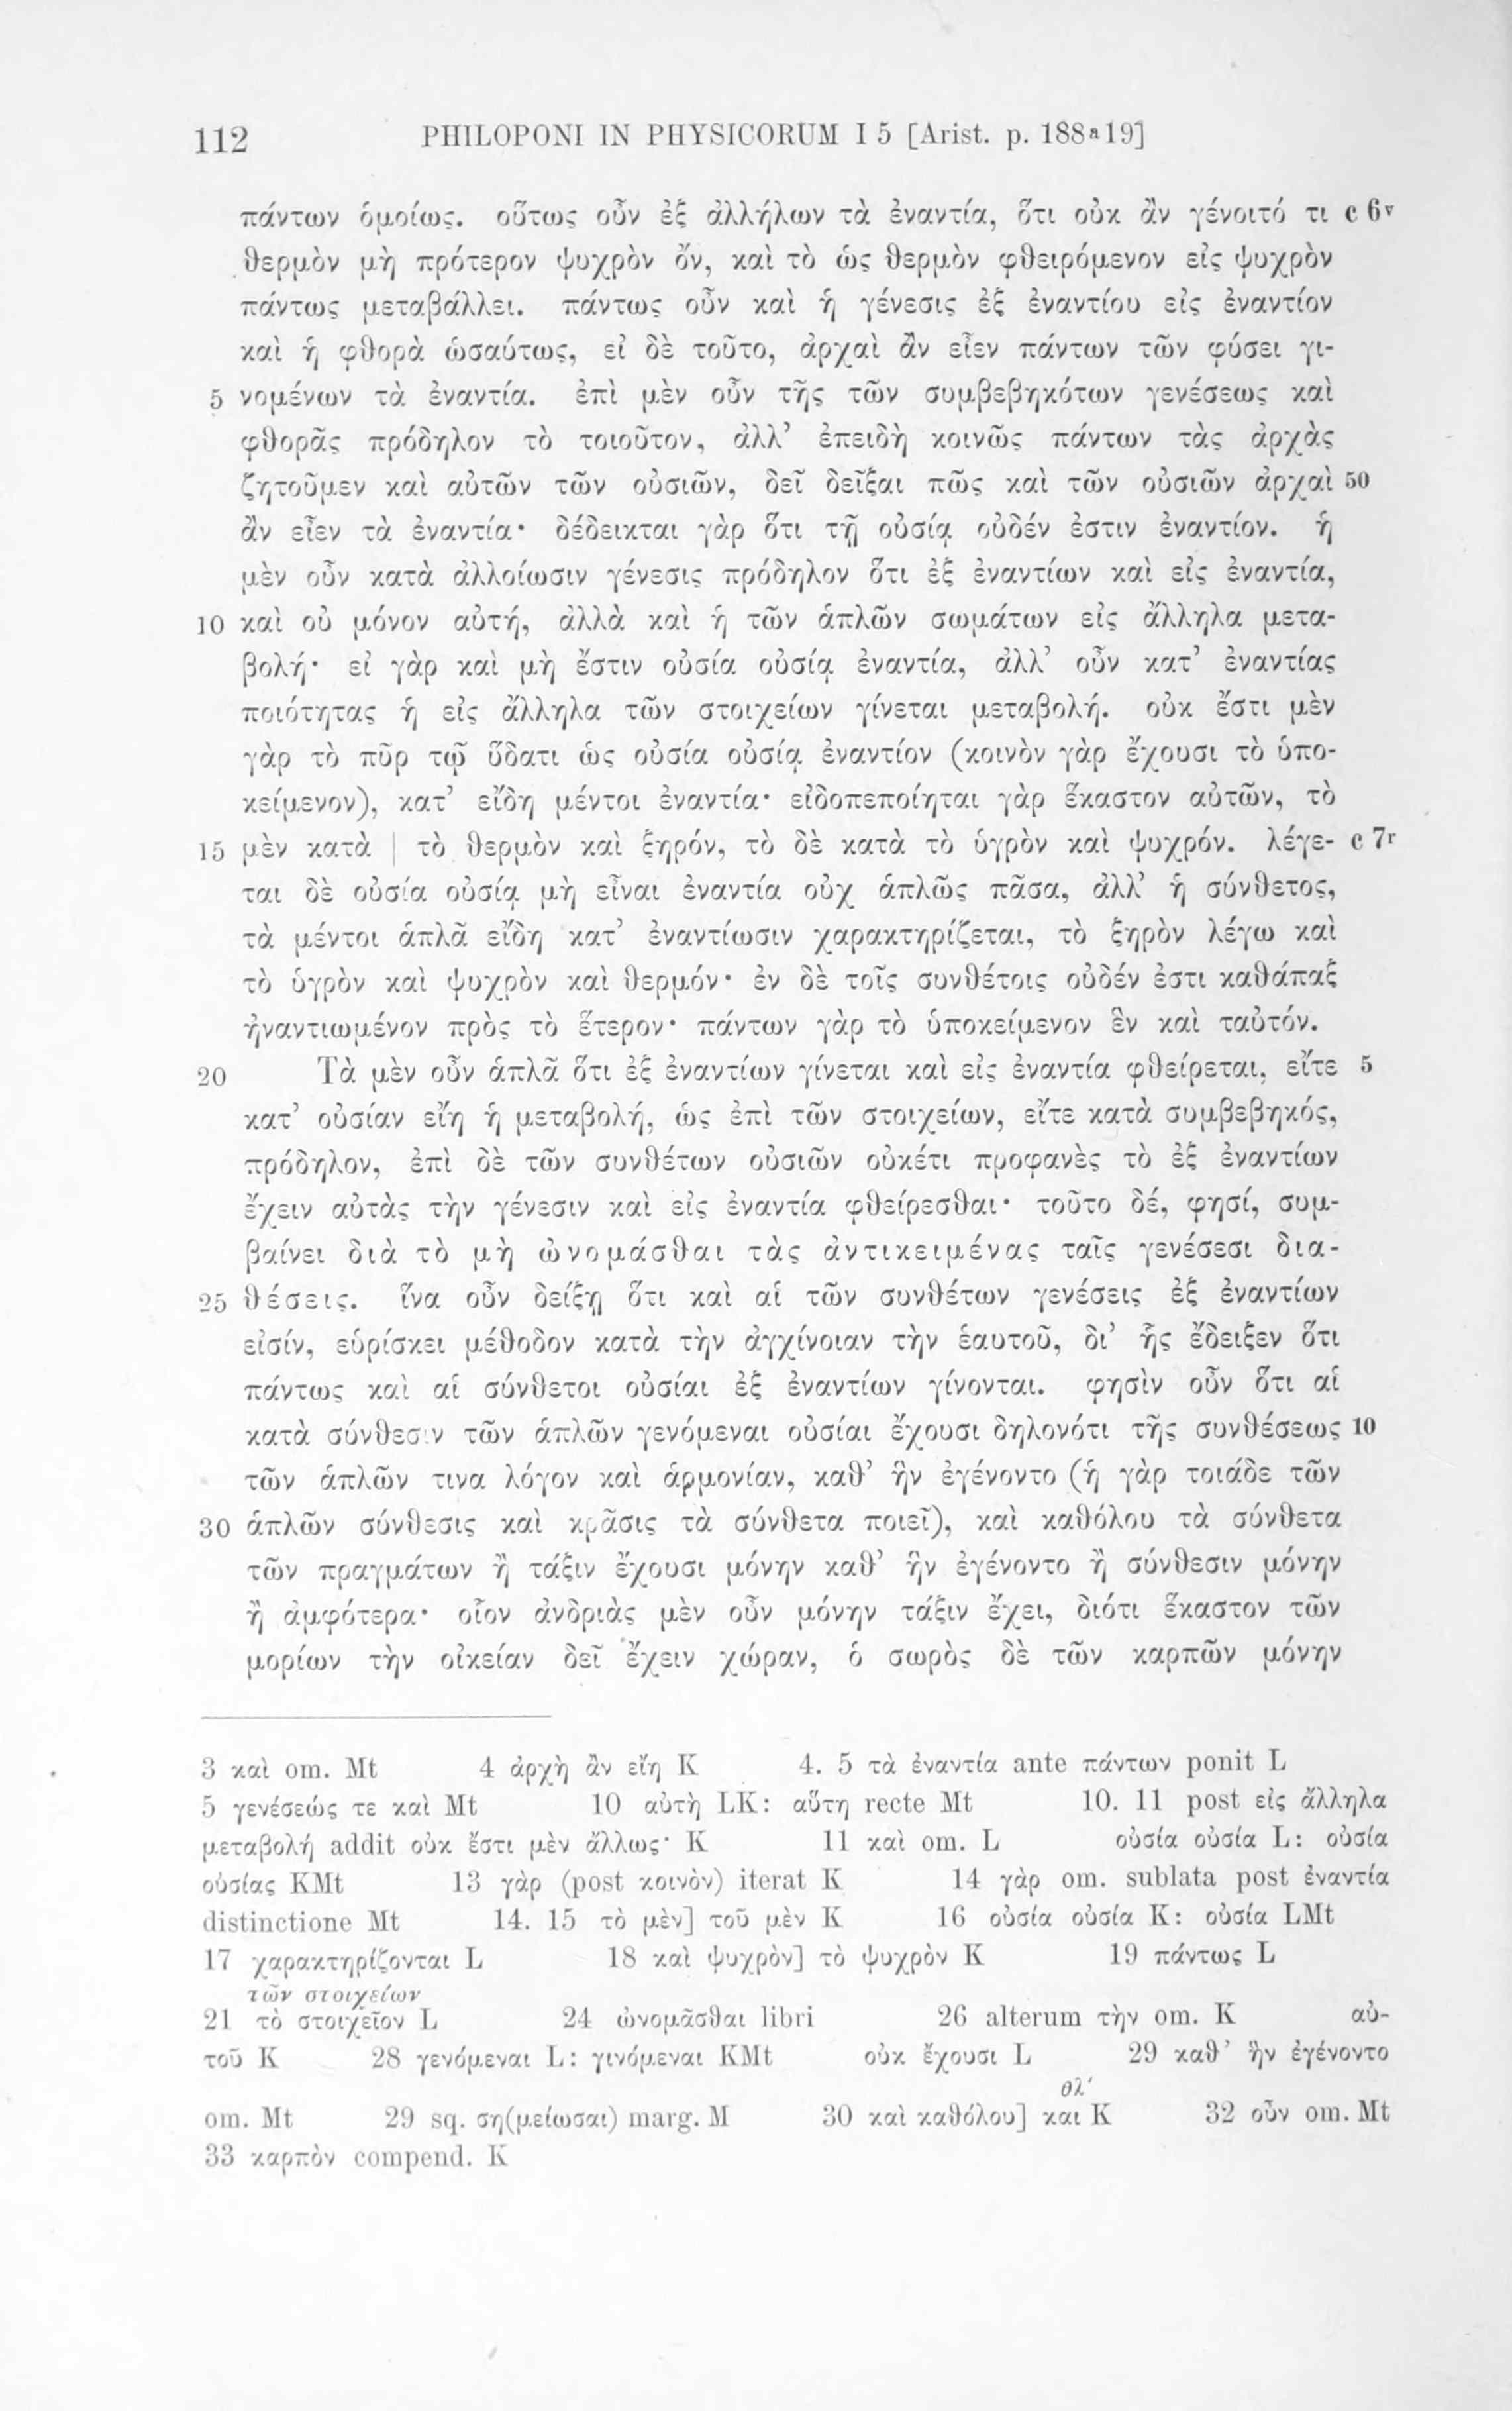 112 PHILOPONI IN PHYSICORUM I 5 [Arist. p. 188ª19]
πάντων ὁμοίως. οὕτως οὖν ἐξ ἀλλήλων τὰ ἐναντία, ὅτι οὐκ ἂν γένοιτό τι c 6ᵛ
θερμὸν μὴ πρότερον ψυχρὸν ὄν, καὶ τὸ ὡς θερμὸν φθειρόμενον εἰς ψυχρὸν
πάντως μεταβάλλει. πάντως οὖν καὶ ἡ γένεσις ἐξ ἐναντίου εἰς ἐναντίον
καὶ ἡ φθορὰ ὡσαύτως, εἰ δὲ τοῦτο, ἀρχαὶ ἂν εἶεν πάντων τῶν φύσει γι-
5 νομένων τὰ ἐναντία. ἐπὶ μὲν οὖν τῆς τῶν συμβεβηκότων γενέσεως καὶ
φθορᾶς πρόδηλον τὸ τοιοῦτον, ἀλλ’ ἐπειδὴ κοινῶς πάντων τὰς ἀρχὰς
ζητοῦμεν καὶ αὐτῶν τῶν οὐσιῶν, δεῖ δεῖξαι πῶς καὶ τῶν οὐσιῶν ἀρχαὶ 50
ἂν εἶεν τὰ ἐναντία· δέδεικται γὰρ ὅτι τῇ οὐσίᾳ οὐδέν ἐστιν ἐναντίον. ἡ
μὲν οὖν κατὰ ἀλλοίωσιν γένεσις πρόδηλον ὅτι ἐξ ἐναντίων καὶ εἰς ἐναντία,
10 καὶ οὐ μόνον αὐτή, ἀλλὰ καὶ ἡ τῶν ἁπλῶν σωμάτων εἰς ἄλληλα μετα-
βολή· εἰ γὰρ καὶ μὴ ἔστιν οὐσία οὐσίᾳ ἐναντία, ἀλλ’ οὖν κατ’ ἐναντίας
ποιότητας ἡ εἰς ἄλληλα τῶν στοιχείων γίνεται μεταβολή. οὐκ ἔστι μὲν
γὰρ τὸ πῦρ τῷ ὕδατι ὡς οὐσία οὐσίᾳ ἐναντίον (κοινὸν γὰρ ἔχουσι τὸ ὑπο-
κείμενον), κατ’ εἴδη μέντοι ἐναντία· εἰδοπεποίηται γὰρ ἕκαστον αὐτῶν, τὸ
15 μὲν κατὰ | τὸ θερμὸν καὶ ξηρόν, τὸ δὲ κατὰ τὸ ὑγρὸν καὶ ψυχρόν. λέγε- c 7ʳ
ται δὲ οὐσία οὐσίᾳ μὴ εἶναι ἐναντία οὐχ ἁπλῶς πᾶσα, ἀλλ’ ἡ σύνθετος,
τὰ μέντοι ἁπλᾶ εἴδη κατ’ ἐναντίωσιν χαρακτηρίζεται, τὸ ξηρὸν λέγω καὶ
τὸ ὑγρὸν καὶ ψυχρὸν καὶ θερμόν· ἐν δὲ τοῖς συνθέτοις οὐδέν ἐστι καθάπαξ
ἠναντιωμένον πρὸς τὸ ἕτερον· πάντων γὰρ τὸ ὑποκείμενον ἓν καὶ ταὐτόν.
20 Τὰ μὲν οὖν ἁπλᾶ ὅτι ἐξ ἐναντίων γίνεται καὶ εἰς ἐναντία φθείρεται, εἴτε 5
κατ’ οὐσίαν εἴη ἡ μεταβολή, ὡς ἐπὶ τῶν στοιχείων, εἴτε κατὰ συμβεβηκός,
πρόδηλον, ἐπὶ δὲ τῶν συνθέτων οὐσιῶν οὐκέτι προφανὲς τὸ ἐξ ἐναντίων
ἔχειν αὐτὰς τὴν γένεσιν καὶ εἰς ἐναντία φθείρεσθαι· τοῦτο δέ, φησί, συμ-
βαίνει διὰ τὸ μὴ ὠνομάσθαι τὰς ἀντικειμένας ταῖς γενέσεσι δια-
25 θέσεις. ἵνα οὖν δείξῃ ὅτι καὶ αἱ τῶν συνθέτων γενέσεις ἐξ ἐναντίων
εἰσίν, εὑρίσκει μέθοδον κατὰ τὴν ἀγχίνοιαν τὴν ἑαυτοῦ, δι’ ἧς ἔδειξεν ὅτι
πάντως καὶ αἱ σύνθετοι οὐσίαι ἐξ ἐναντίων γίνονται. φησὶν οὖν ὅτι αἱ
κατὰ σύνθεσιν τῶν ἁπλῶν γενόμεναι οὐσίαι ἔχουσι δηλονότι τῆς συνθέσεως 10
τῶν ἁπλῶν τινα λόγον καὶ ἁρμονίαν, καθ’ ἣν ἐγένοντο (ἡ γὰρ τοιάδε τῶν
30 ἁπλῶν σύνθεσις καὶ κρᾶσις τὰ σύνθετα ποιεῖ), καὶ καθόλου τὰ σύνθετα
τῶν πραγμάτων ἢ τάξιν ἔχουσι μόνην καθ’ ἣν ἐγένοντο ἢ σύνθεσιν μόνην
ἢ ἀμφότερα· οἷον ἀνδριὰς μὲν οὖν μόνην τάξιν ἔχει, διότι ἕκαστον τῶν
μορίων τὴν οἰκείαν δεῖ ἔχειν χώραν, ὁ σωρὸς δὲ τῶν καρπῶν μόνην
3 καὶ om. Mt 4 ἀρχὴ ἂν εἴη K 4. 5 τὰ ἐναντία ante πάντων ponit L
5 γενέσεώς τε καὶ Mt 10 αὐτὴ LK: αὕτη recte Mt 10. 11 post εἰς ἄλληλα
μεταβολή addit οὐκ ἔστι μὲν ἄλλως· K 11 καὶ om. L οὐσία οὐσία L: οὐσία
οὐσίας KMt 13 γὰρ (post κοινὸν) iterat K 14 γὰρ om. sublata post ἐναντία
distinctione Mt 14. 15 τὸ μὲν] τοῦ μὲν K 16 οὐσία οὐσία K: οὐσία LMt
17 χαρακτηρίζονται L 18 καὶ ψυχρὸν] τὸ ψυχρὸν K 19 πάντως L
τῶν στοιχείων
21 τὸ στοιχεῖον L 24 ὠνομᾶσθαι libri 26 alterum τὴν om. K αὐ-
τοῦ K 28 γενόμεναι L: γινόμεναι KMt οὐκ ἔχουσι L 29 καθ’ ἣν ἐγένοντο
θλ´
om. Mt 29 sq. ση(μείωσαι) marg. M 30 καὶ καθόλου] και K 32 οὖν om. Mt
33 καρπὸν compend. K